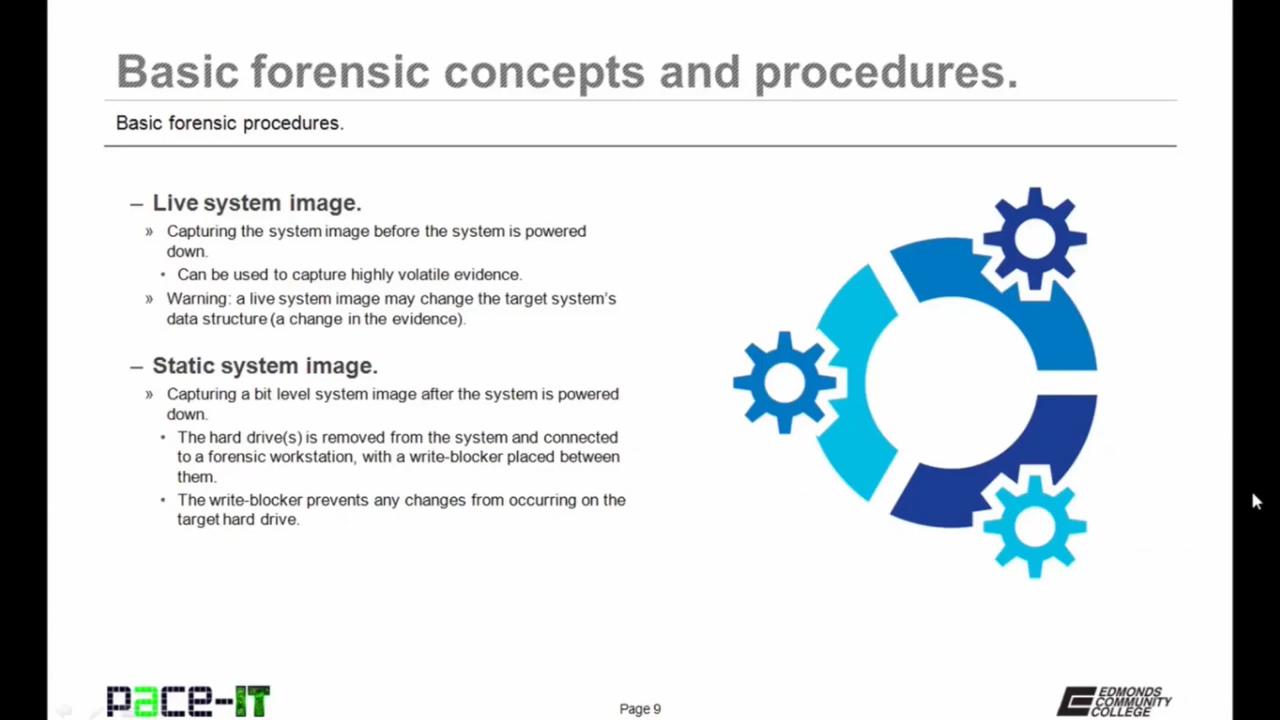 Basic forensic concepts and procedures.
Basic forensic procedures.
– Live system image.
» Capturing the system image before the system is powered
down.
• Can be used to capture highly volatile evidence.
» Warning: a live system image may change the target system's
data structure (a change in the evidence).
– Static system image.
» Capturing a bit level system image after the system is powered
down.
• The hard drive(s) is removed from the system and connected
to a forensic workstation, with a write-blocker placed between
them.
• The write-blocker prevents any changes from occurring on the
target hard drive.
pace-IT
Page 9
EDMONDS
COMMUNITY
COLLEGE